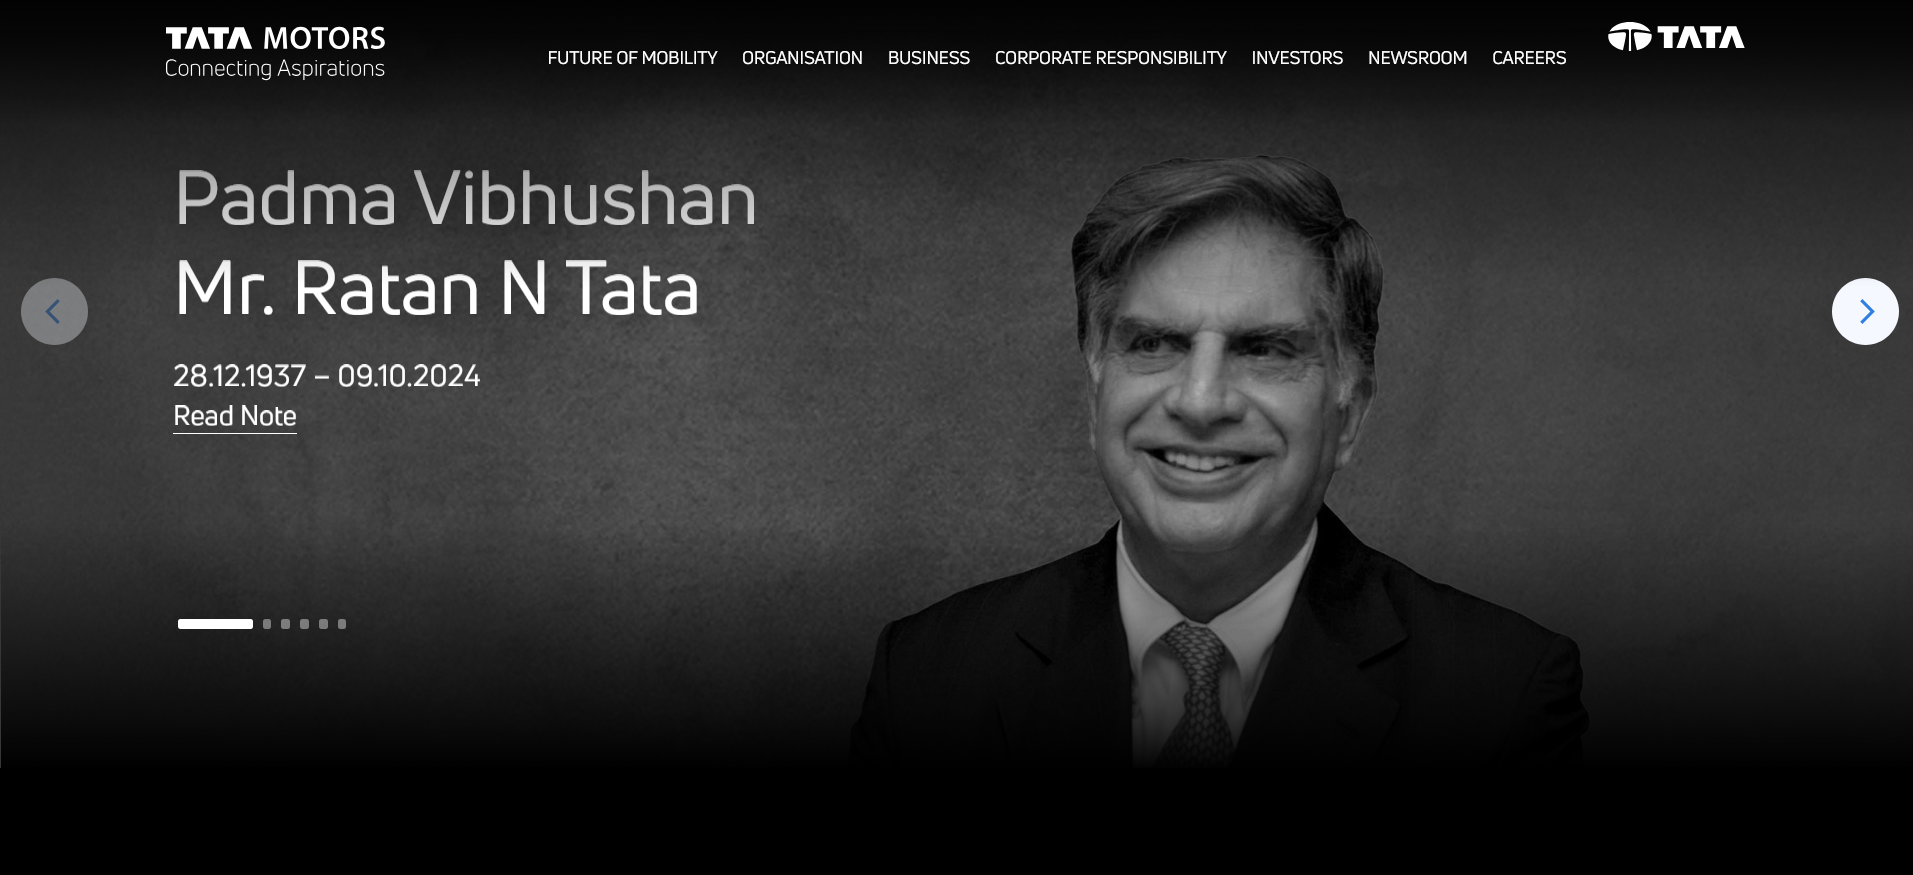 TATA MOTORS
Connecting Aspirations
FUTURE OF MOBILITY ORGANISATION BUSINESS CORPORATE RESPONSIBILITY INVESTORS NEWSROOM CAREERS
TATA
Padma Vibhushan
Mr. Ratan N Tata
28.12.1937 – 09.10.2024
Read Note